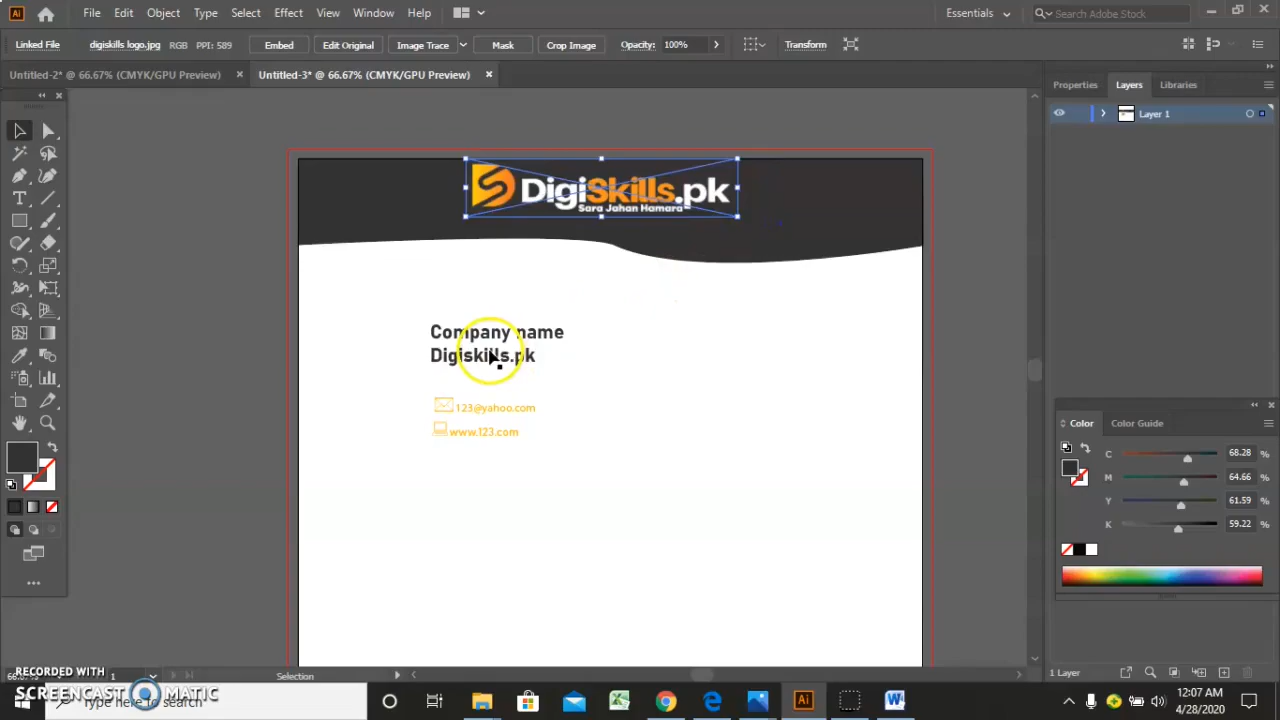 Ai File Edit Object Type Select Effect View Window Help Essentials Search Adobe Stock
Linked File digiskills logo.jpg RGB PPI: 589 Embed Edit Original Image Trace Mask Crop Image Opacity: 100% Transform
Untitled-2* @ 66.67% (CMYK/GPU Preview) Untitled-3* @ 66.67% (CMYK/GPU Preview)
Properties Layers Libraries
Layer 1
DigiSkills.pk
Sara Jahan Hamara
Company name
Digiskills.pk
123@yahoo.com
www.123.com
Color Color Guide
C 68.28 %
M 64.66 %
Y 61.59 %
K 59.22 %
1 Selection
1 Layer
RECORDED WITH
SCREENCAST MATIC
Type here to search
Ai
12:07 AM
4/28/2020